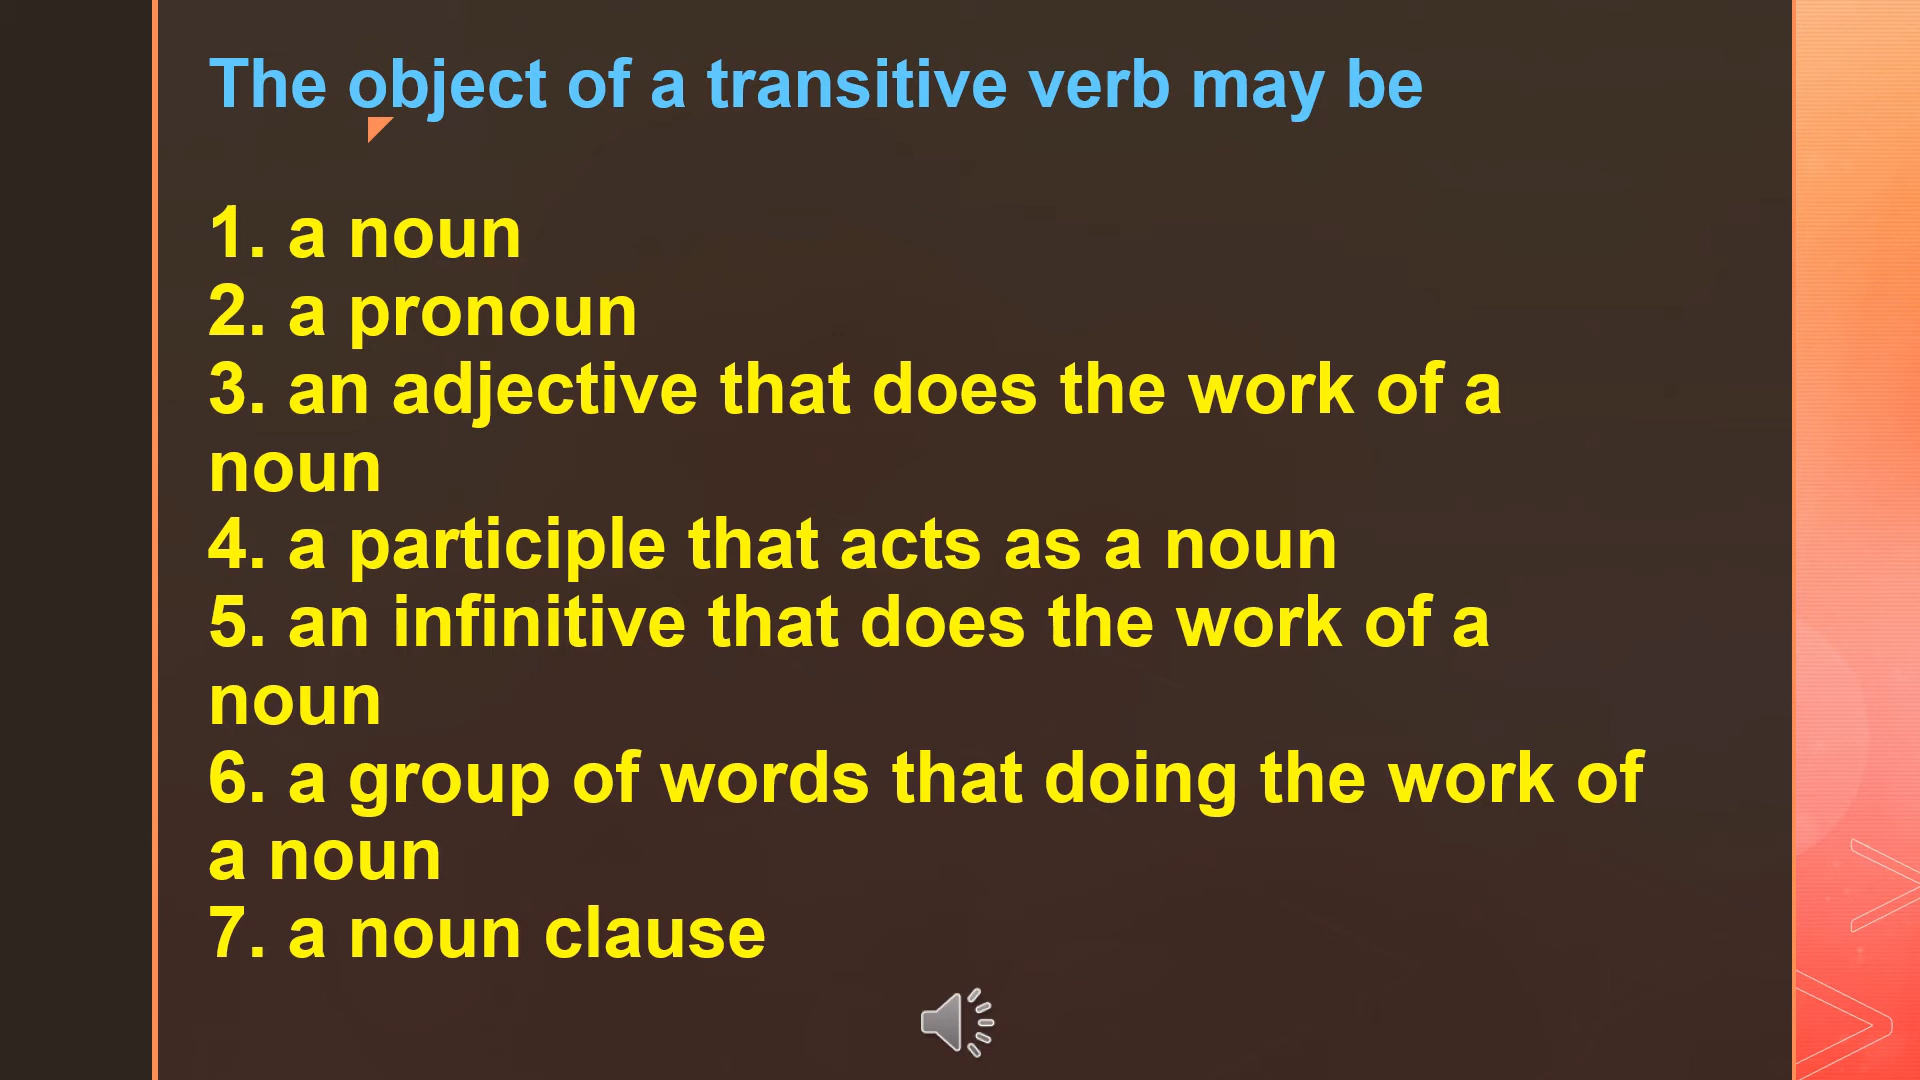 The object of a transitive verb may be
1. a noun
2. a pronoun
3. an adjective that does the work of a
noun
4. a participle that acts as a noun
5. an infinitive that does the work of a
noun
6. a group of words that doing the work of
a noun
7. a noun clause